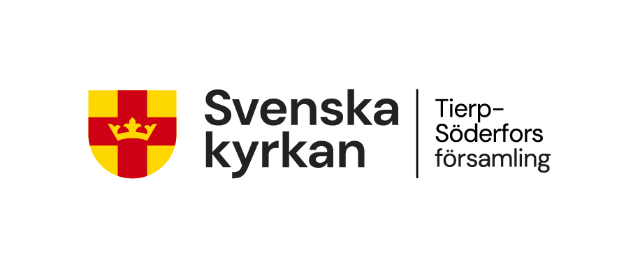 Svenska
kyrkan
Tierp–
Söderfors
församling